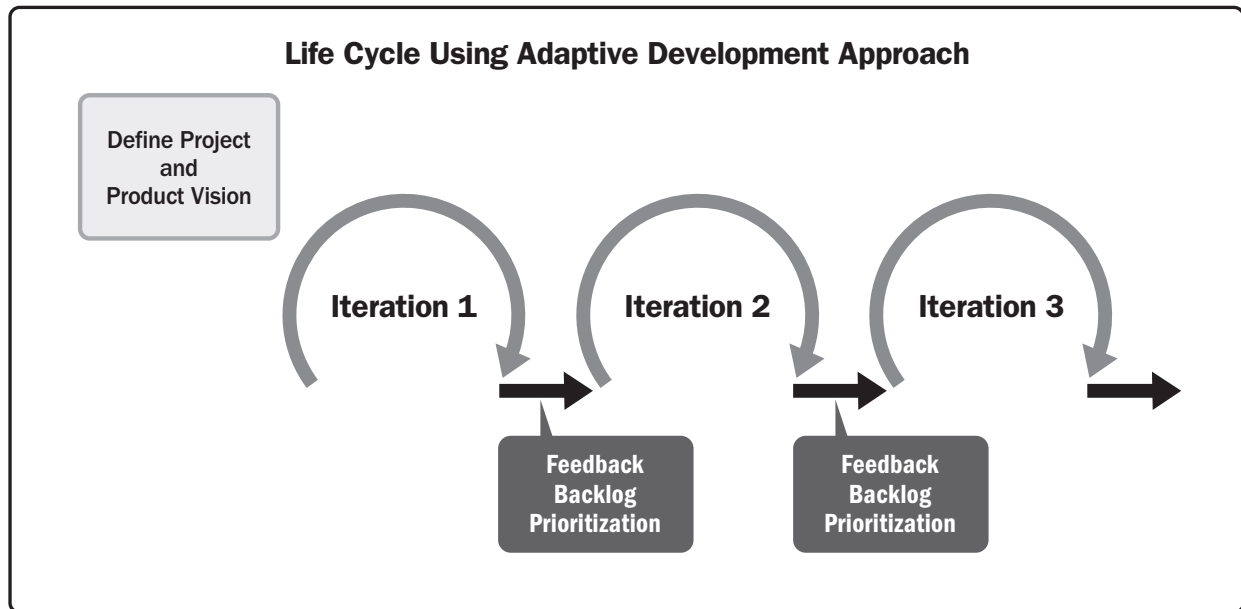 Life Cycle Using Adaptive Development Approach
Define Project
and
Product Vision
Iteration 1
Iteration 2
Iteration 3
Feedback
Backlog
Prioritization
Feedback
Backlog
Prioritization